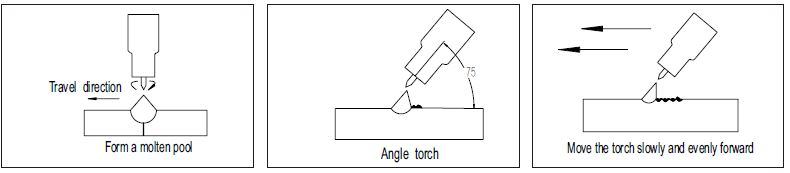 Travel direction
Form a molten pool
75
Angle torch
Move the torch slowly and evenly forward